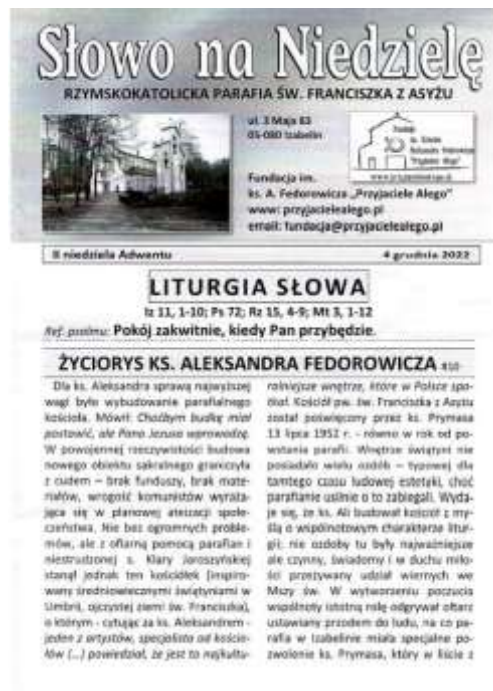 Słowo na Niedzielę
RZYMSKOKATOLICKA PARAFIA ŚW. FRANCISZKA Z ASYŻU
ul. 3 Maja 83
05-080 Izabelin
Fundacja im.
ks. A. Fedorowicza „Przyjaciele Alego"
www: przyjacielealego.pl
email: fundacja@przyjacielealego.pl
Fundacja
im. Księdza
Aleksandra Fedorowicza
"Przyjaciele Alego"
www.przyjacielealego.pl
II niedziela Adwentu
4 grudnia 2022
LITURGIA SŁOWA
Iz 11, 1-10; Ps 72; Rz 15, 4-9; Mt 3, 1-12
Ref. psalmu: Pokój zakwitnie, kiedy Pan przybędzie.
ŻYCIORYS KS. ALEKSANDRA FEDOROWICZA
Dla ks. Aleksandra sprawą najwyższej
wagi było wybudowanie parafialnego
kościoła. Mówił: Choćbym budkę miał
postawić, ale Pana Jezusa wprowadzę.
W powojennej rzeczywistości budowa
nowego obiektu sakralnego graniczyła
z cudem – brak funduszy, brak mate-
riałów, wrogość komunistów wyraża-
jąca się w planowej ateizacji społe-
czeństwa. Nie bez ogromnych proble-
mów, ale z ofiarną pomocą parafian i
niestrudzonej s. Klary Jaroszyńskiej
stanął jednak ten kościółek (inspiro-
wany średniowiecznymi świątyniami w
Umbrii, ojczystej ziemi św. Franciszka),
o którym - cytując za ks. Aleksandrem -
jeden z artystów, specjalista od kościo-
łów (...) powiedział, że jest to najkultu-
ralniejsze wnętrze, które w Polsce spo-
tkał. Kościół pw. św. Franciszka z Asyżu
został poświęcony przez ks. Prymasa
13 lipca 1952 r. - równo w rok od po-
wstania parafii. Wnętrze świątyni nie
posiadało wielu ozdób – typowej dla
tamtego czasu ludowej estetyki, choć
parafianie usilnie o to zabiegali. Wyda-
je się, że ks. Ali budował kościół z my-
ślą o wspólnotowym charakterze litur-
gii; nie ozdoby tu były najważniejsze
ale czynny, świadomy i w duchu miło-
ści przeżywany udział wiernych we
Mszy św. W wytworzeniu poczucia
wspólnoty istotną rolę odgrywał ołtarz
ustawiany przodem do ludu, na co pa-
rafia w Izabelinie miała specjalne po-
zwolenie ks. Prymasa, który w liście z